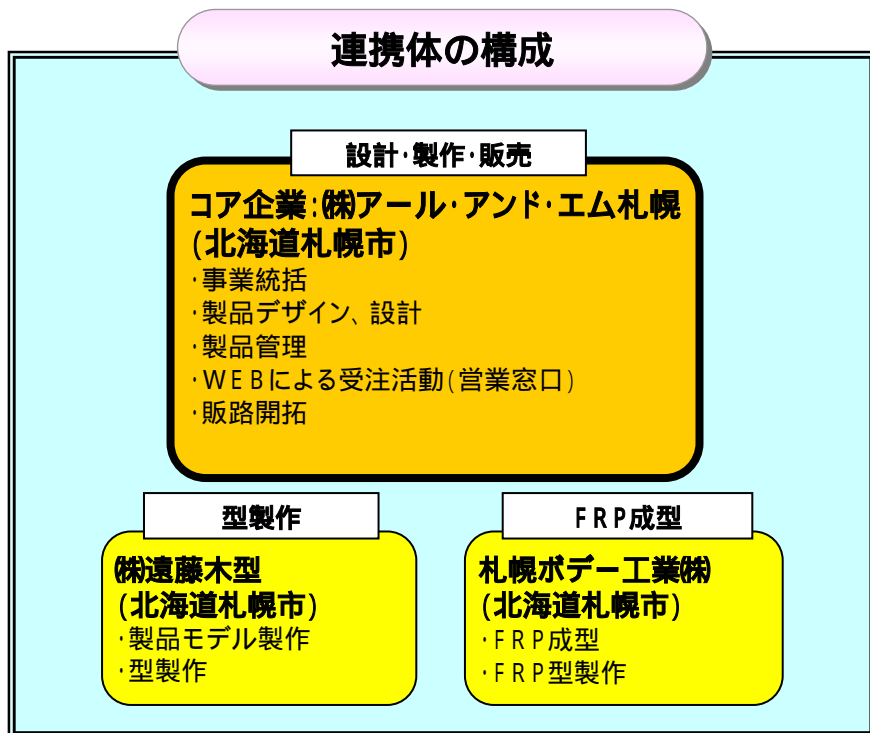 連携体の構成
設計・製作・販売
コア企業:㈱アール・アンド・エム札幌
(北海道札幌市)
・事業統括
・製品デザイン、設計
・製品管理
・WEBによる受注活動(営業窓口)
・販路開拓
型製作
㈱遠藤木型
(北海道札幌市)
・製品モデル製作
・型製作
FRP成型
札幌ボデー工業㈱
(北海道札幌市)
・FRP成型
・FRP型製作